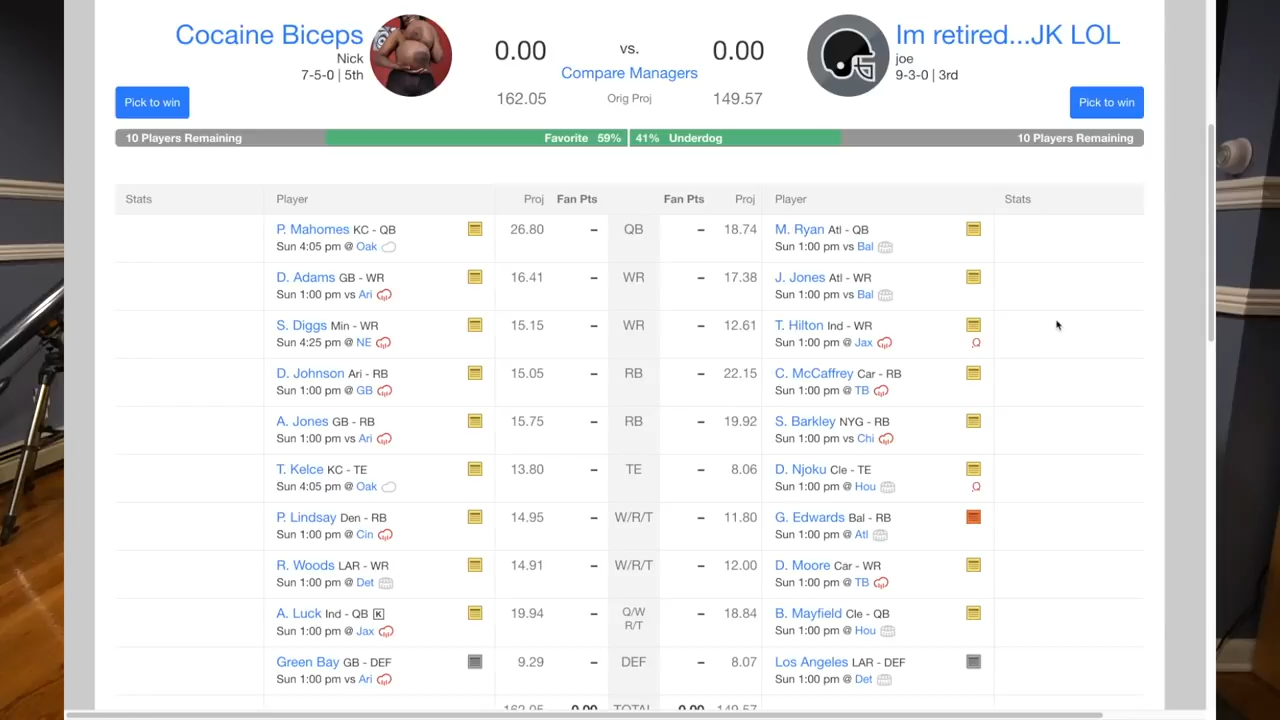 Cocaine Biceps
Nick
7-5-0 | 5th
0.00 vs. 0.00
Compare Managers
162.05 Orig Proj 149.57
Im retired...JK LOL
joe
9-3-0 | 3rd
Pick to win Pick to win
10 Players Remaining Favorite 59% 41% Underdog 10 Players Remaining
Stats Player Proj Fan Pts Fan Pts Proj Player Stats
P. Mahomes KC - QB 26.80 – QB – 18.74 M. Ryan Atl - QB
Sun 4:05 pm @ Oak Sun 1:00 pm vs Bal
D. Adams GB - WR 16.41 – WR – 17.38 J. Jones Atl - WR
Sun 1:00 pm vs Ari Sun 1:00 pm vs Bal
S. Diggs Min - WR 15.15 – WR – 12.61 T. Hilton Ind - WR
Sun 4:25 pm @ NE Sun 1:00 pm @ Jax Q
D. Johnson Ari - RB 15.05 – RB – 22.15 C. McCaffrey Car - RB
Sun 1:00 pm @ GB Sun 1:00 pm @ TB
A. Jones GB - RB 15.75 – RB – 19.92 S. Barkley NYG - RB
Sun 1:00 pm vs Ari Sun 1:00 pm vs Chi
T. Kelce KC - TE 13.80 – TE – 8.06 D. Njoku Cle - TE
Sun 4:05 pm @ Oak Sun 1:00 pm @ Hou Q
P. Lindsay Den - RB 14.95 – W/R/T – 11.80 G. Edwards Bal - RB
Sun 1:00 pm @ Cin Sun 1:00 pm @ Atl
R. Woods LAR - WR 14.91 – W/R/T – 12.00 D. Moore Car - WR
Sun 1:00 pm @ Det Sun 1:00 pm @ TB
A. Luck Ind - QB K 19.94 – Q/W R/T – 18.84 B. Mayfield Cle - QB
Sun 1:00 pm @ Jax Sun 1:00 pm @ Hou
Green Bay GB - DEF 9.29 – DEF – 8.07 Los Angeles LAR - DEF
Sun 1:00 pm vs Ari Sun 1:00 pm @ Det
162.05 0.00 TOTAL 0.00 149.57